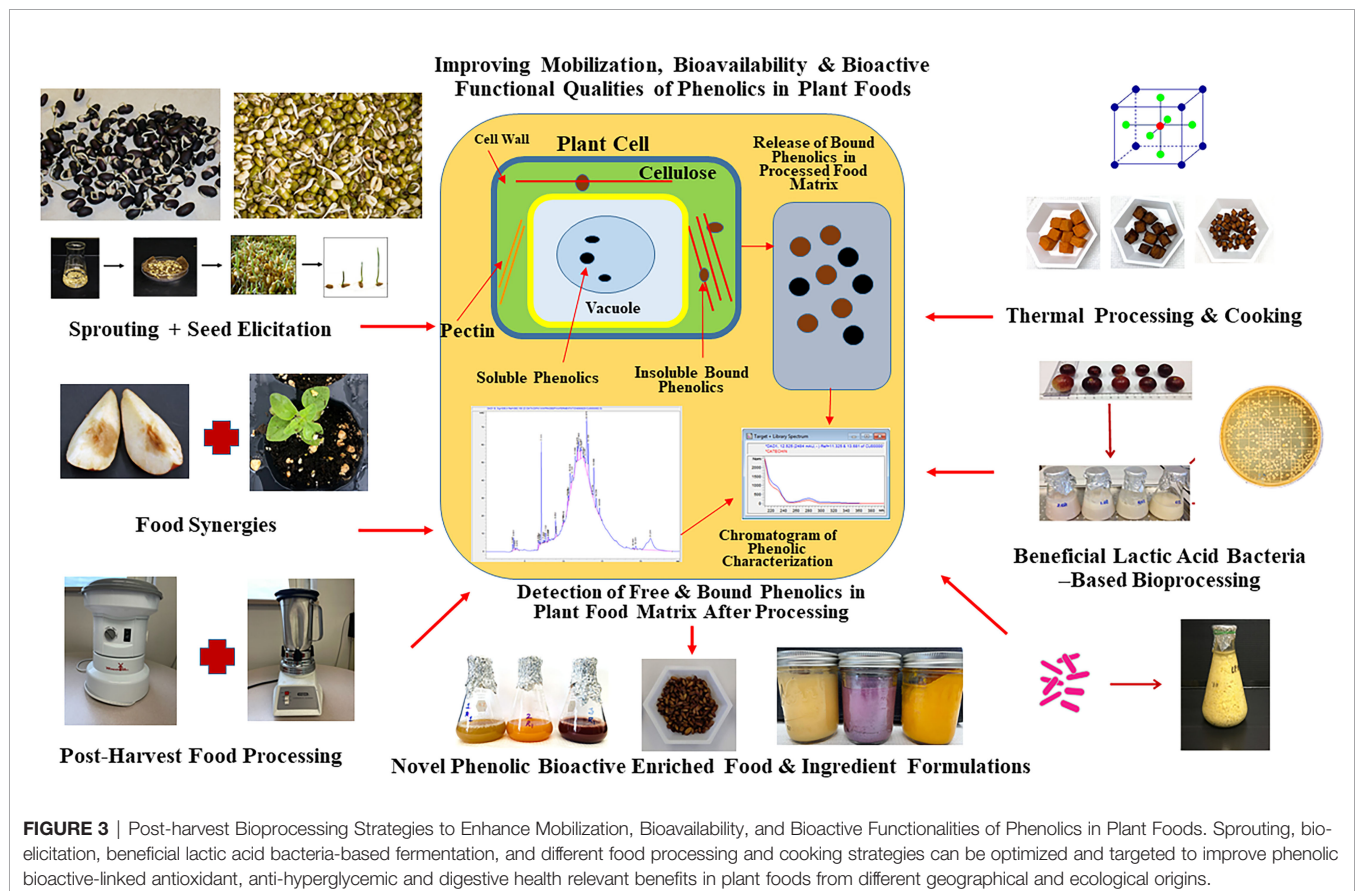 Improving Mobilization, Bioavailability & Bioactive
Functional Qualities of Phenolics in Plant Foods
Cell Wall
Plant Cell
Cellulose
Release of Bound
Phenolics in
Processed Food
Matrix
Vacuole
Pectin
Soluble Phenolics
Insoluble Bound
Phenolics
Sprouting + Seed Elicitation
Thermal Processing & Cooking
Food Synergies
Target + Library Spectrum
Chromatogram of
Phenolic
Characterization
Beneficial Lactic Acid Bacteria
–Based Bioprocessing
Detection of Free & Bound Phenolics in
Plant Food Matrix After Processing
Post-Harvest Food Processing
Novel Phenolic Bioactive Enriched Food & Ingredient Formulations
FIGURE 3 | Post-harvest Bioprocessing Strategies to Enhance Mobilization, Bioavailability, and Bioactive Functionalities of Phenolics in Plant Foods. Sprouting, bio-
elicitation, beneficial lactic acid bacteria-based fermentation, and different food processing and cooking strategies can be optimized and targeted to improve phenolic
bioactive-linked antioxidant, anti-hyperglycemic and digestive health relevant benefits in plant foods from different geographical and ecological origins.